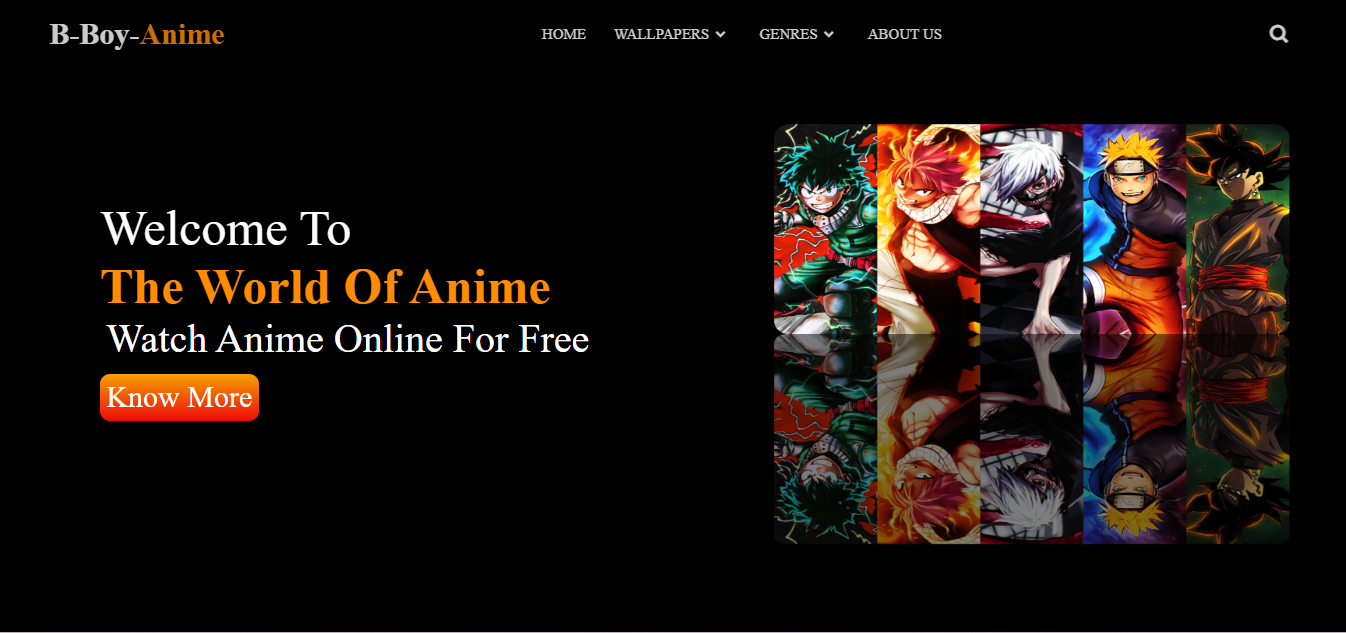 B-Boy-Anime
HOME
WALLPAPERS
GENRES
ABOUT US
Welcome To
The World Of Anime
Watch Anime Online For Free
Know More